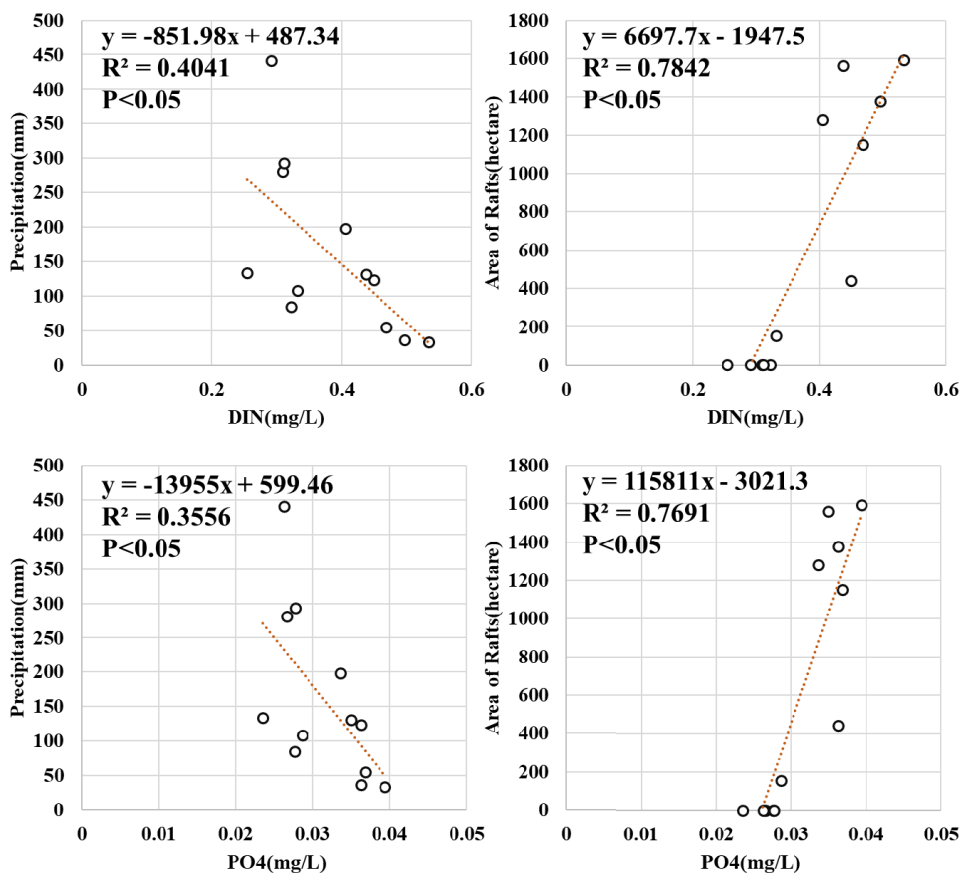 y = -851.98x + 487.34
R² = 0.4041
P<0.05
Precipitation(mm)
500
450
400
350
300
250
200
150
100
50
0
0 0.2 0.4 0.6
DIN(mg/L)
y = 6697.7x - 1947.5
R² = 0.7842
P<0.05
Area of Rafts(hectare)
1800
1600
1400
1200
1000
800
600
400
200
0
0 0.2 0.4 0.6
DIN(mg/L)
y = -13955x + 599.46
R² = 0.3556
P<0.05
Precipitation(mm)
500
450
400
350
300
250
200
150
100
50
0
0 0.01 0.02 0.03 0.04 0.05
PO4(mg/L)
y = 115811x - 3021.3
R² = 0.7691
P<0.05
Area of Rafts(hectare)
1800
1600
1400
1200
1000
800
600
400
200
0
0 0.01 0.02 0.03 0.04 0.05
PO4(mg/L)